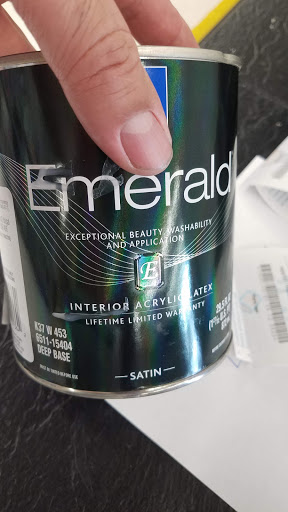 Emerald
EXCEPTIONAL BEAUTY, WASHABILITY
AND APPLICATION
E
INTERIOR ACRYLIC LATEX
LIFETIME LIMITED WARRANTY
K37 W 453
6511-15404
DEEP BASE
— SATIN —